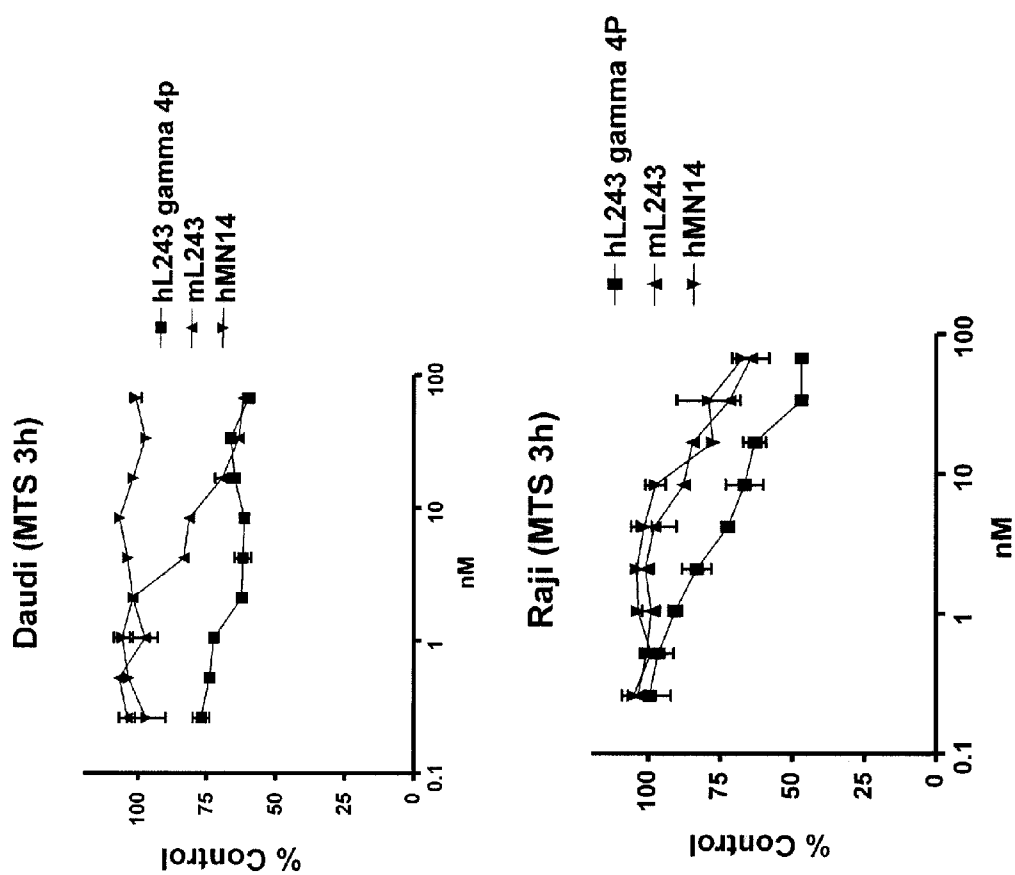 Daudi (MTS 3h)
% Control
100
75
50
25
0
0.1
1
10
100
nM
hL243 gamma 4p
mL243
hMN14
Raji (MTS 3h)
% Control
100
75
50
25
0
0.1
1
10
100
nM
hL243 gamma 4P
mL243
hMN14